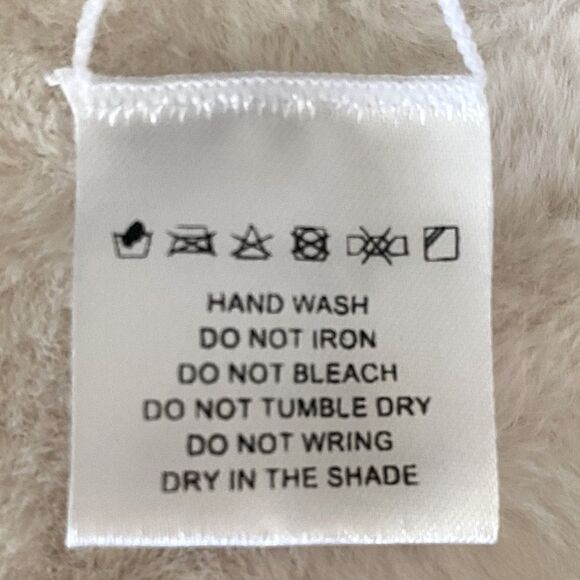 HAND WASH
DO NOT IRON
DO NOT BLEACH
DO NOT TUMBLE DRY
DO NOT WRING
DRY IN THE SHADE